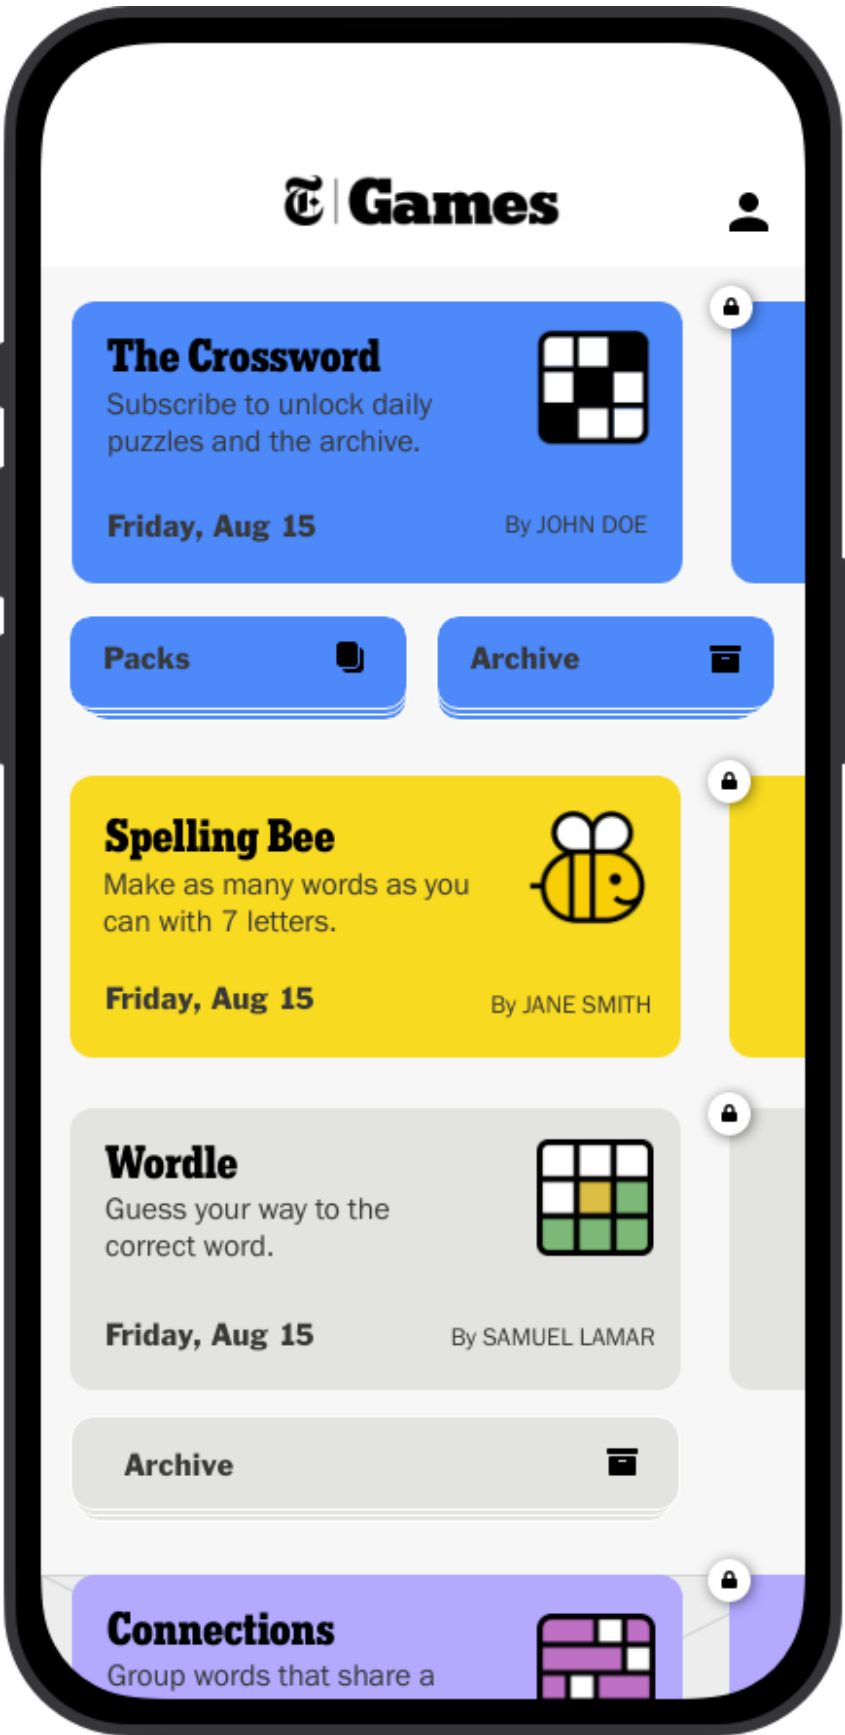 T | Games
The Crossword
Subscribe to unlock daily
puzzles and the archive.
Friday, Aug 15
By JOHN DOE
Packs
Archive
Spelling Bee
Make as many words as you
can with 7 letters.
Friday, Aug 15
By JANE SMITH
Wordle
Guess your way to the
correct word.
Friday, Aug 15
By SAMUEL LAMAR
Archive
Connections
Group words that share a